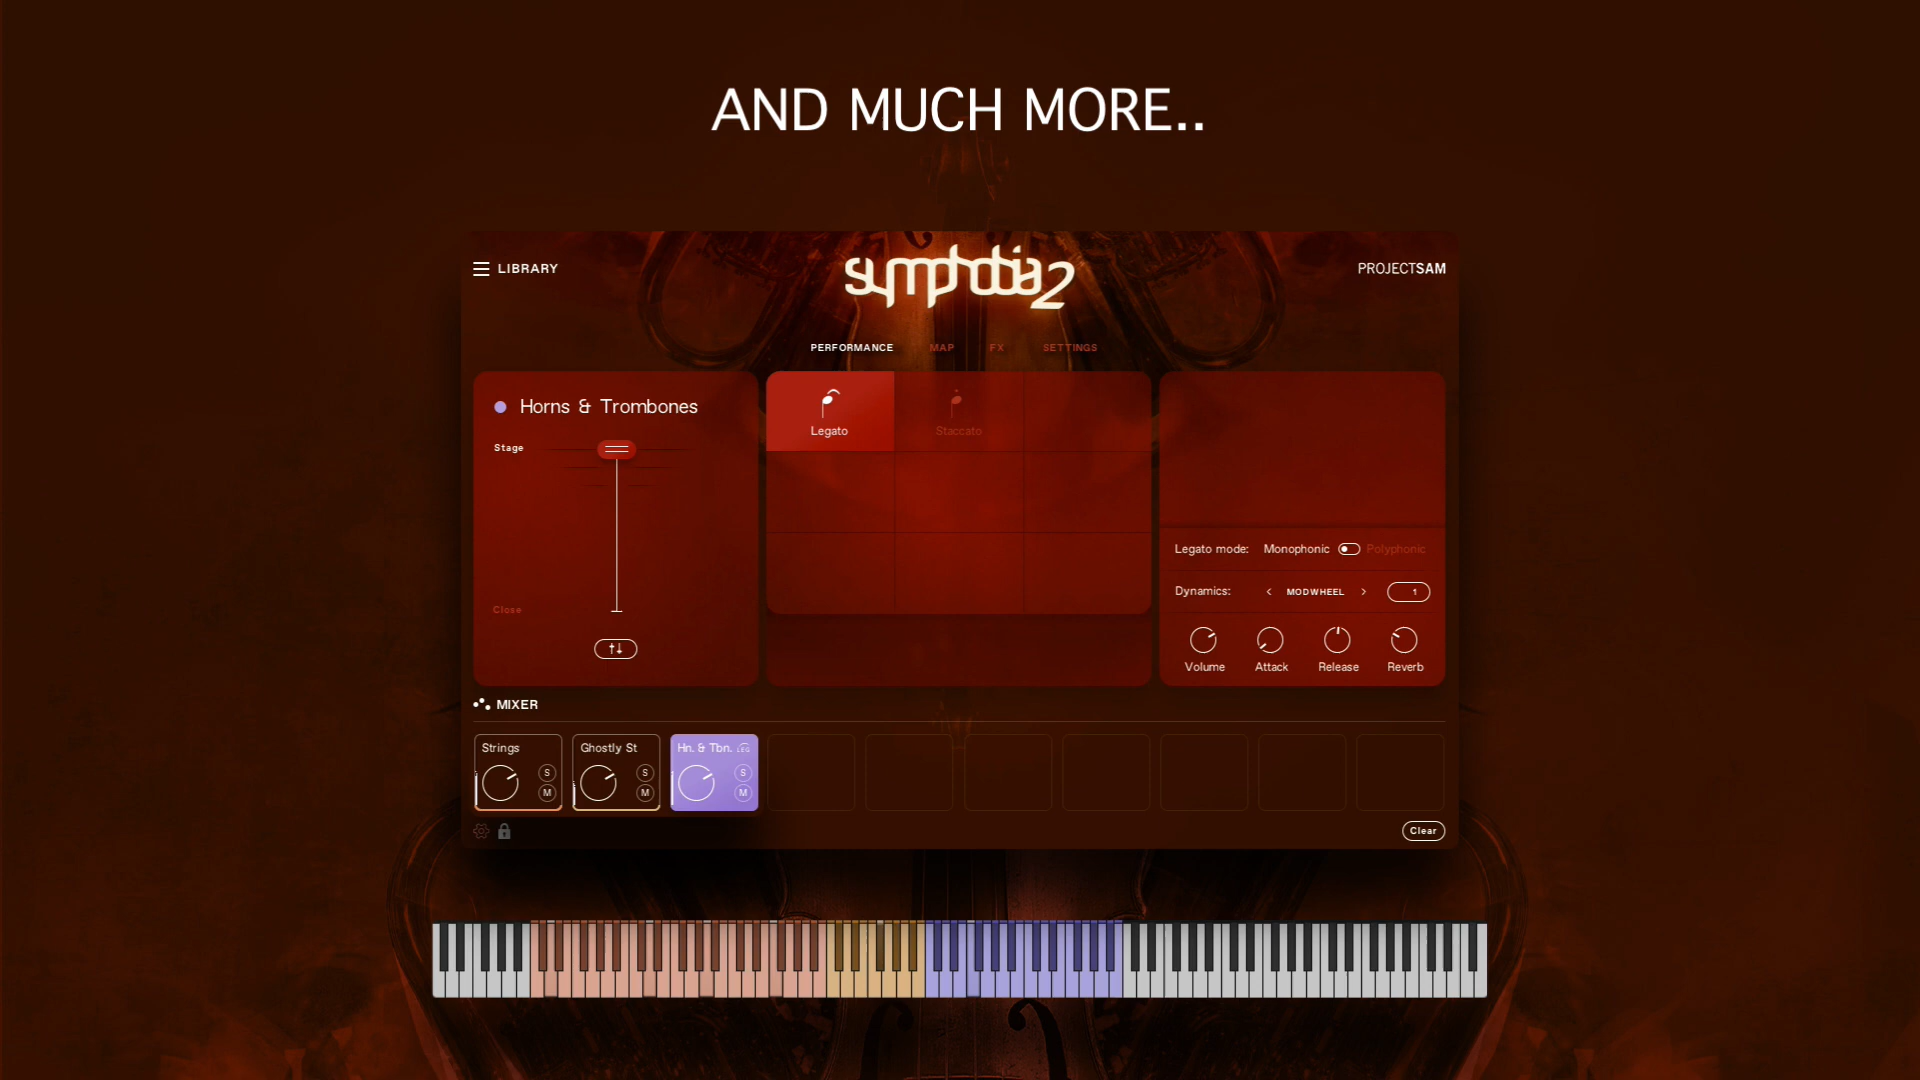 AND MUCH MORE..
LIBRARY
symphobia 2
PROJECTSAM
PERFORMANCE MAP FX SETTINGS
Horns & Trombones
Stage
Close
Legato
Staccato
Legato mode: Monophonic Polyphonic
Dynamics: < MODWHEEL > 1
Volume Attack Release Reverb
MIXER
Strings
S
M
Ghostly St
S
M
Hn. & Tbn. LEG
S
M
Clear